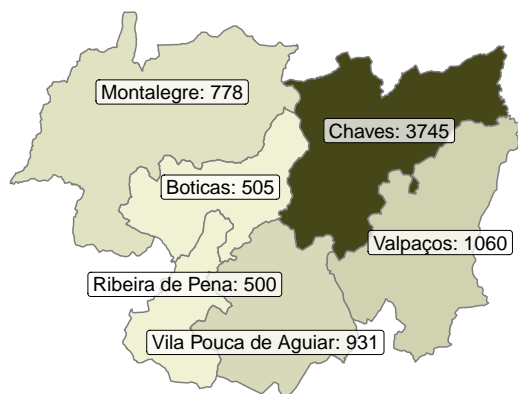 Montalegre: 778
Chaves: 3745
Boticas: 505
Valpaços: 1060
Ribeira de Pena: 500
Vila Pouca de Aguiar: 931